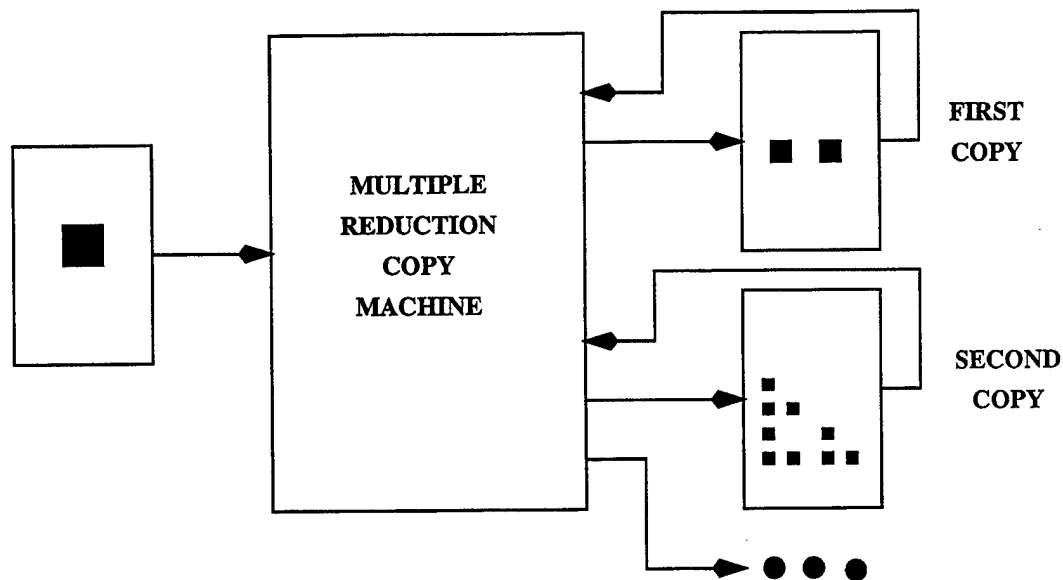 MULTIPLE
REDUCTION
COPY
MACHINE
FIRST
COPY
SECOND
COPY